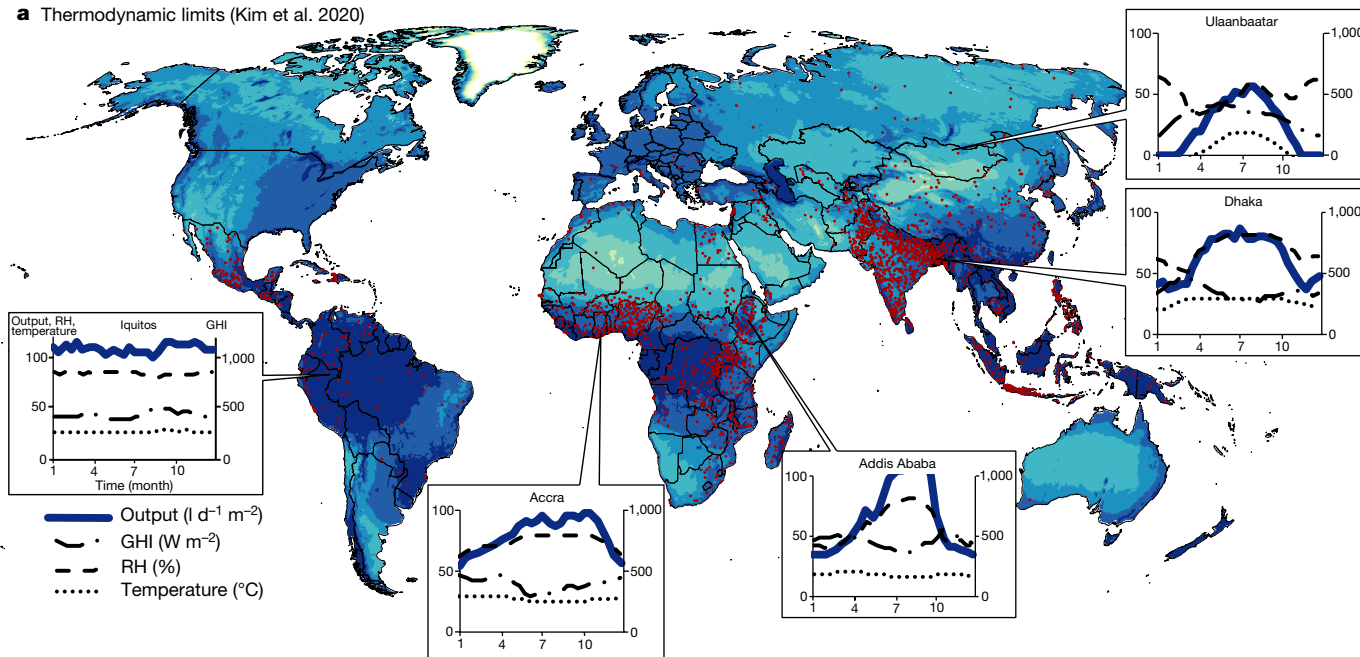 a Thermodynamic limits (Kim et al. 2020)
Ulaanbaatar
100 1,000
50 500
0 0
1 4 7 10
Dhaka
100 1,000
50 500
0 0
1 4 7 10
Output, RH, temperature Iquitos GHI
100 1,000
50 500
0 0
1 4 7 10
Time (month)
Output (l d⁻¹ m⁻²)
GHI (W m⁻²)
RH (%)
Temperature (°C)
Accra
100 1,000
50 500
0 0
1 4 7 10
Addis Ababa
100 1,000
50 500
0 0
1 4 7 10